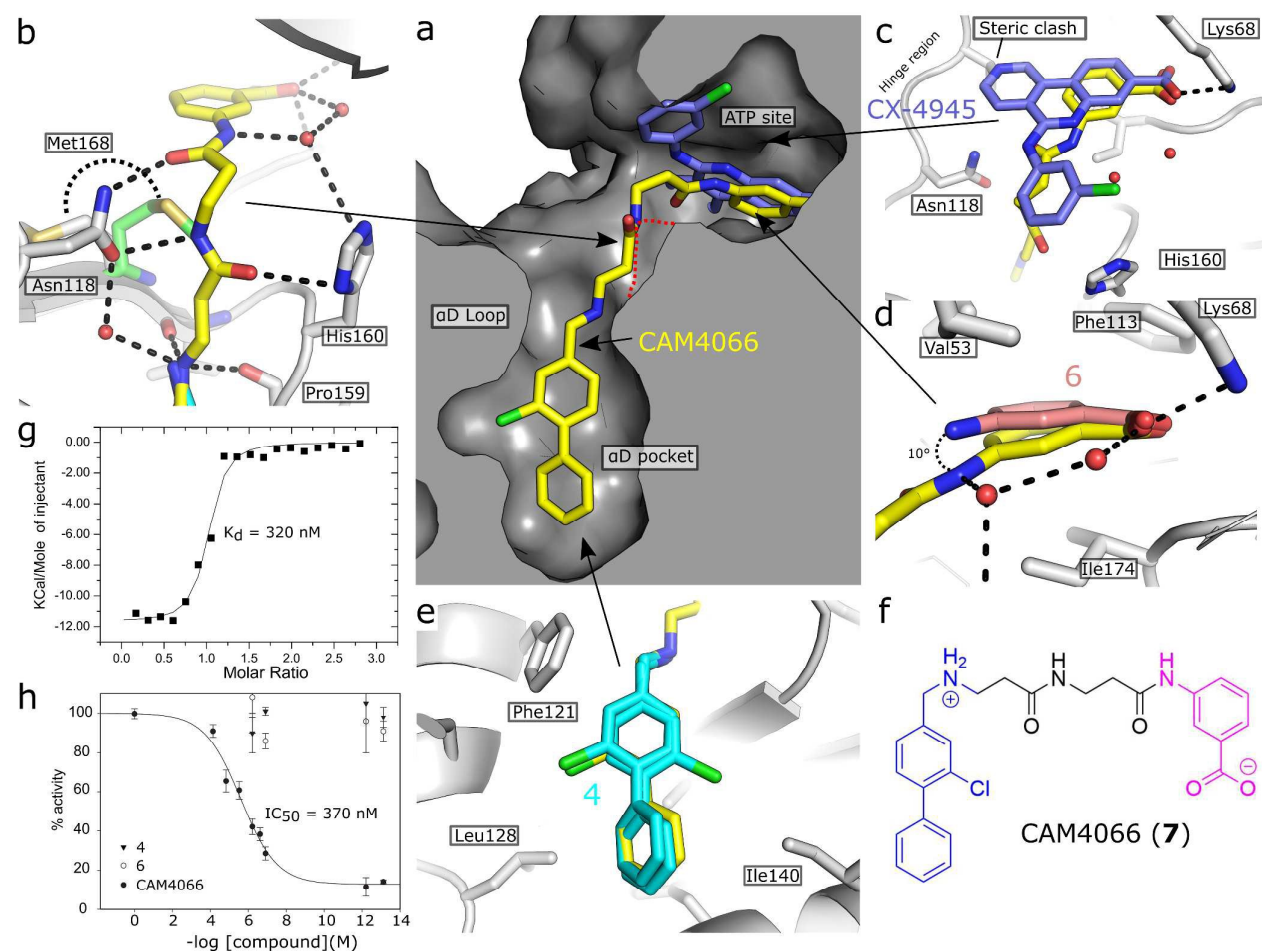 b
Met168
Asn118
His160
Pro159
a
ATP site
αD Loop
CAM4066
αD pocket
c
Steric clash
Lys68
Hinge region
CX-4945
Asn118
His160
d
Phe113
Lys68
Val53
6
10°
Ile174
g
KCal/Mole of injectant
0.00
-2.00
-4.00
-6.00
-8.00
-10.00
-12.00
Kd = 320 nM
0.0 0.5 1.0 1.5 2.0 2.5 3.0
Molar Ratio
e
Phe121
4
Leu128
Ile140
f
NH2
+
H
N
O
H
N
O
H
N
Cl
O
O
−
CAM4066 (7)
h
% activity
100
80
60
40
20
0
IC50 = 370 nM
4
6
CAM4066
-2 0 2 4 6 8 10 12 14
-log [compound](M)